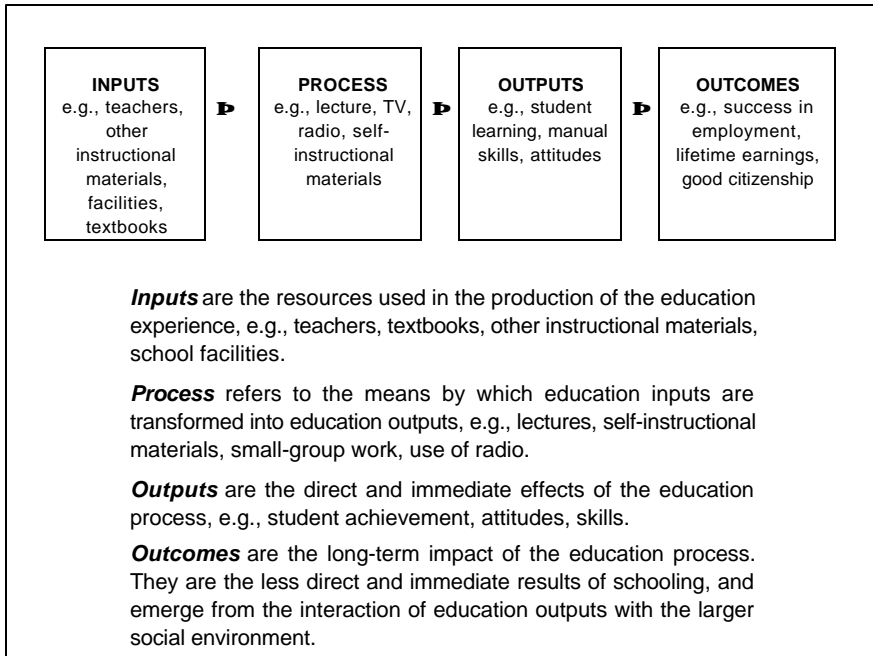 INPUTS
e.g., teachers,
other
instructional
materials,
facilities,
textbooks
PROCESS
e.g., lecture, TV,
radio, self-
instructional
materials
OUTPUTS
e.g., student
learning, manual
skills, attitudes
OUTCOMES
e.g., success in
employment,
lifetime earnings,
good citizenship
Inputs are the resources used in the production of the education
experience, e.g., teachers, textbooks, other instructional materials,
school facilities.
Process refers to the means by which education inputs are
transformed into education outputs, e.g., lectures, self-instructional
materials, small-group work, use of radio.
Outputs are the direct and immediate effects of the education
process, e.g., student achievement, attitudes, skills.
Outcomes are the long-term impact of the education process.
They are the less direct and immediate results of schooling, and
emerge from the interaction of education outputs with the larger
social environment.